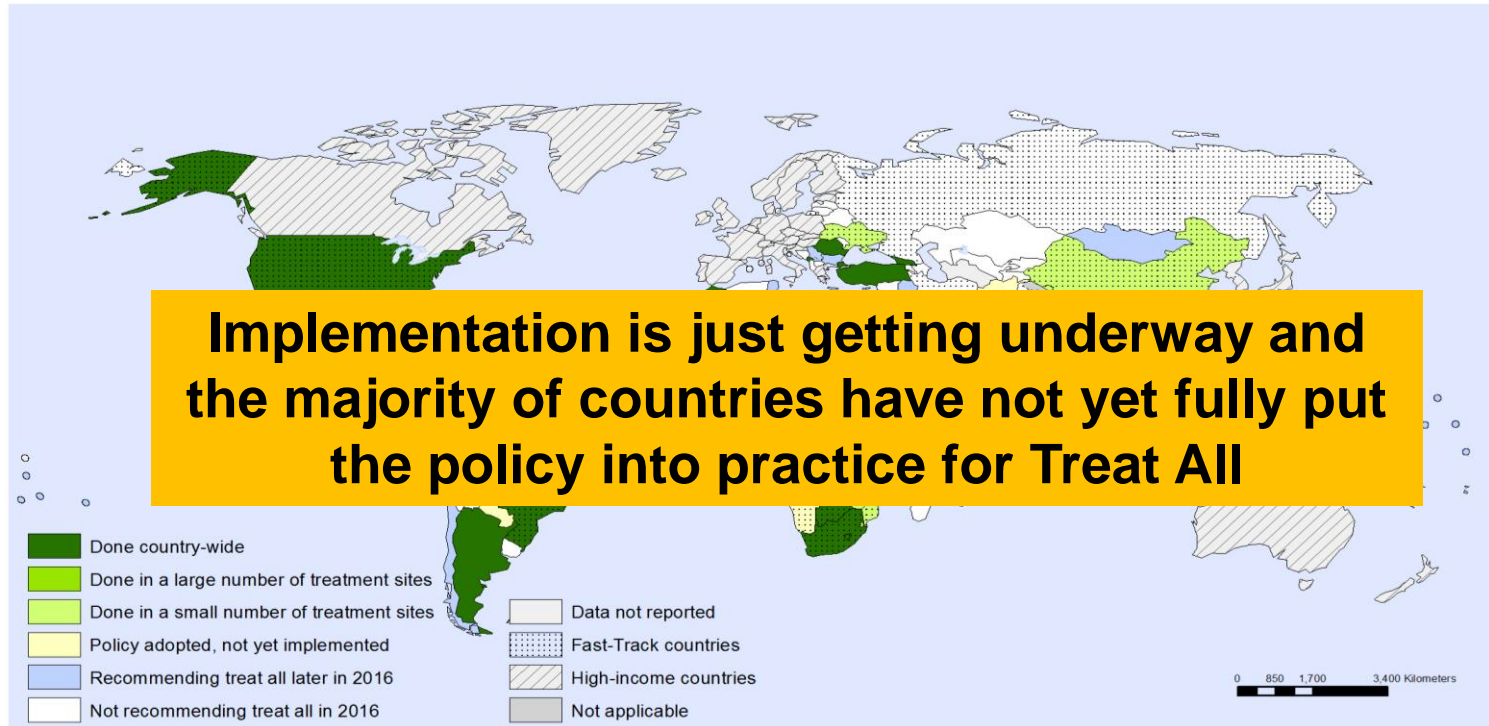 Implementation is just getting underway and
the majority of countries have not yet fully put
the policy into practice for Treat All
Done country-wide
Done in a large number of treatment sites
Done in a small number of treatment sites
Policy adopted, not yet implemented
Recommending treat all later in 2016
Not recommending treat all in 2016
Data not reported
Fast-Track countries
High-income countries
Not applicable
0 850 1,700 3,400 Kilometers